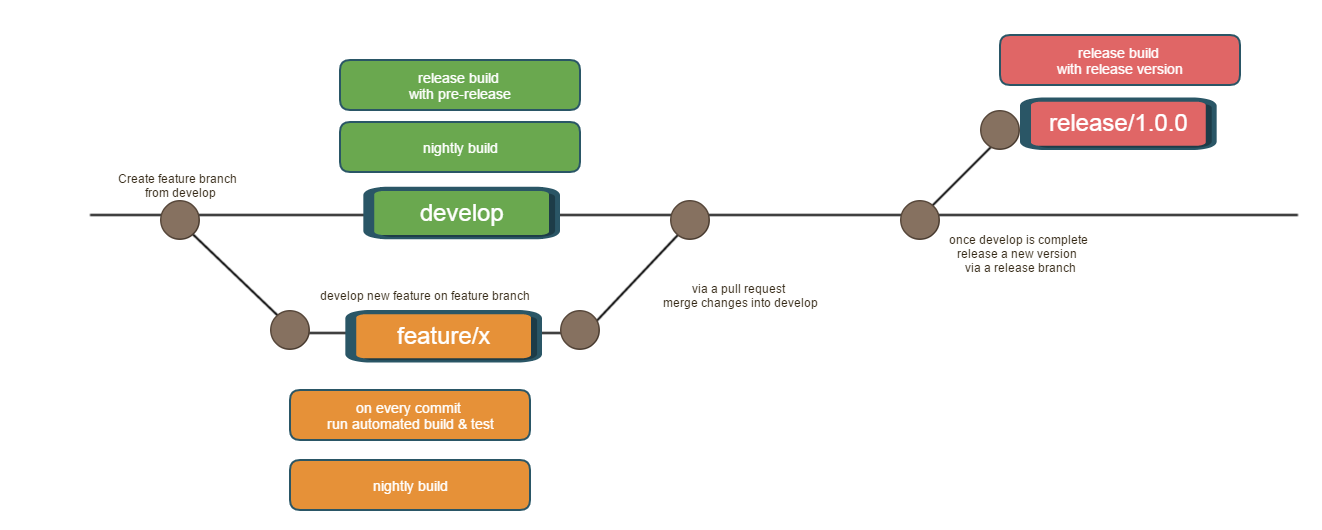 release build
with release version
release/1.0.0
release build
with pre-release
nightly build
Create feature branch
from develop
develop
once develop is complete
release a new version
via a release branch
via a pull request
merge changes into develop
develop new feature on feature branch
feature/x
on every commit
run automated build & test
nightly build